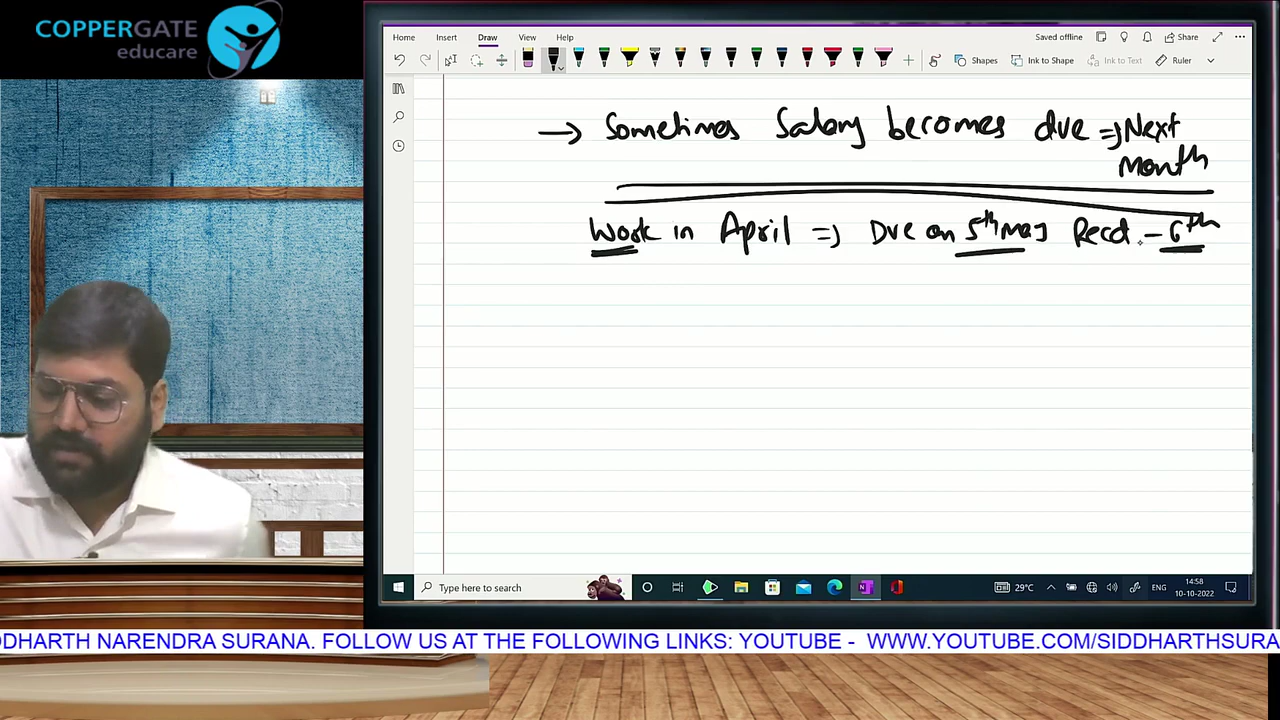 COPPERGATE
educare
Home Insert Draw View Help
Saved offline Share
Shapes Ink to Shape Ink to Text Ruler
→ Sometimes Salary becomes due ⇒ Next
Month
Work in April ⇒ Due on 5th May Recd - 6th
Type here to search
29°C ENG 14:58
10-10-2022
DDHARTH NARENDRA SURANA. FOLLOW US AT THE FOLLOWING LINKS: YOUTUBE - WWW.YOUTUBE.COM/SIDDHARTHSURA